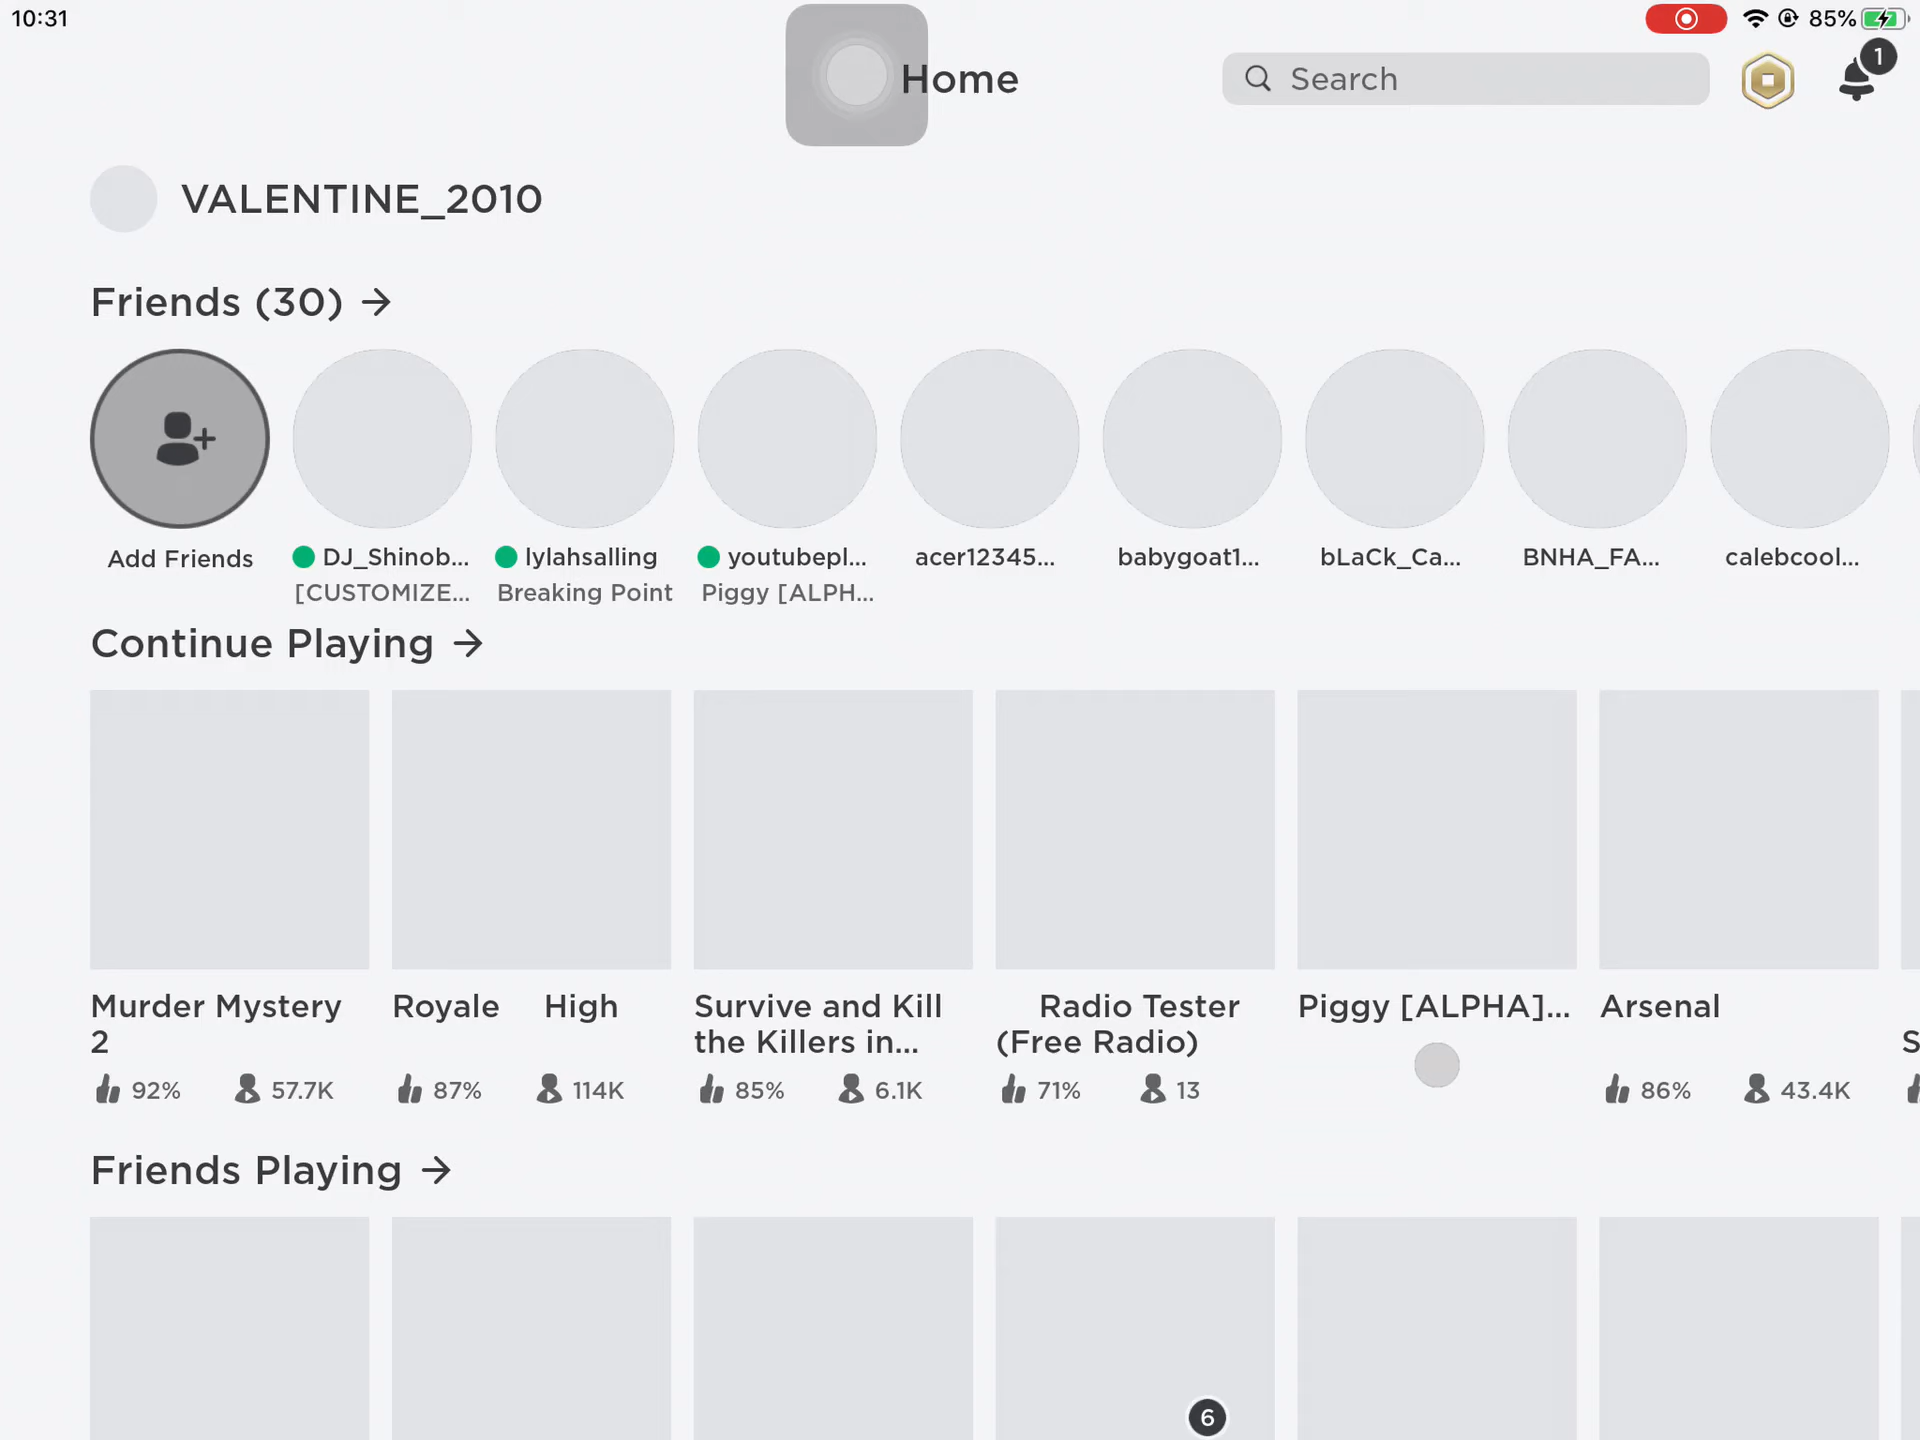 10:31
85%
1
Home
Search
VALENTINE_2010
Friends (30)
Add Friends
DJ_Shinob...
lylahsalling
youtubepl...
acer12345...
babygoat1...
bLaCk_Ca...
BNHA_FA...
calebcool...
[CUSTOMIZE...
Breaking Point
Piggy [ALPH...
Continue Playing
Murder Mystery
2
92%
57.7K
Royale High
87%
114K
Survive and Kill
the Killers in...
85%
6.1K
Radio Tester
(Free Radio)
71%
13
Piggy [ALPHA]...
Arsenal
86%
43.4K
S
Friends Playing
6